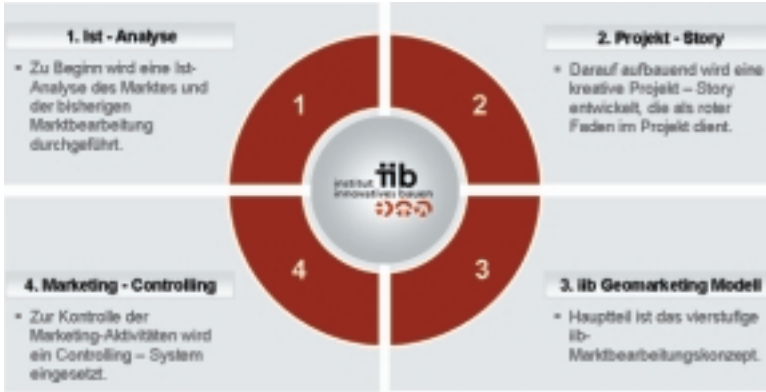 1. Ist - Analyse
▪ Zu Beginn wird eine Ist-
Analyse des Marktes und
der bisherigen
Marktbearbeitung
durchgeführt.
2. Projekt - Story
▪ Darauf aufbauend wird eine
kreative Projekt – Story
entwickelt, die als roter
Faden im Projekt dient.
1
2
institut iib
innovatives bauen
4
3
4. Marketing - Controlling
▪ Zur Kontrolle der
Marketing-Aktivitäten wird
ein Controlling – System
eingesetzt.
3. iib Geomarketing Modell
▪ Hauptteil ist das vierstufige
iib-
Marktbearbeitungskonzept.